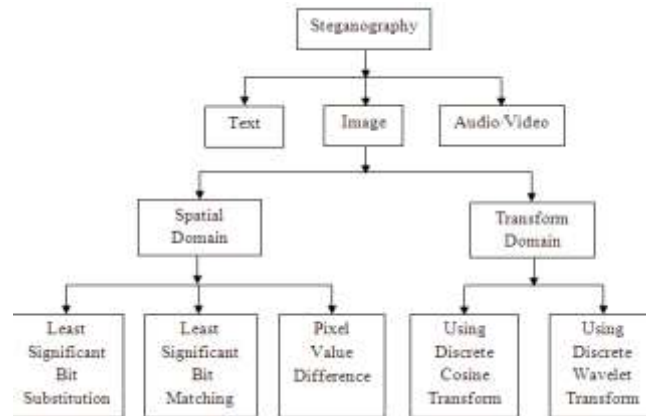 Steganography
Text
Image
Audio/Video
Spatial
Domain
Transform
Domain
Least
Significant
Bit
Substitution
Least
Significant
Bit
Matching
Pixel
Value
Difference
Using
Discrete
Cosine
Transform
Using
Discrete
Wavelet
Transform